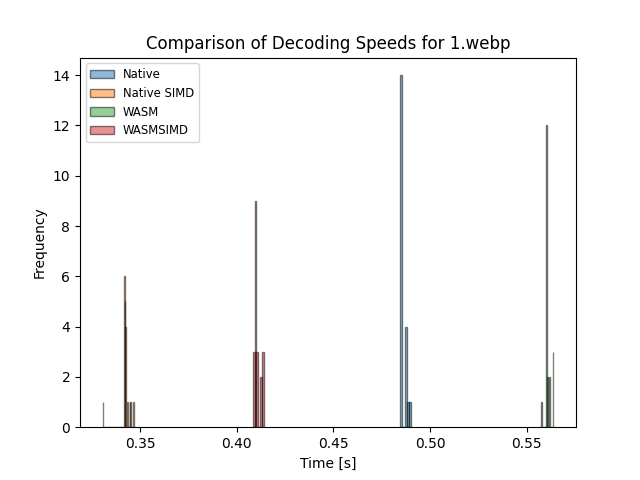 Comparison of Decoding Speeds for 1.webp
Native
Native SIMD
WASM
WASMSIMD
14
12
10
8
6
4
2
0
Frequency
0.35
0.40
0.45
0.50
0.55
Time [s]